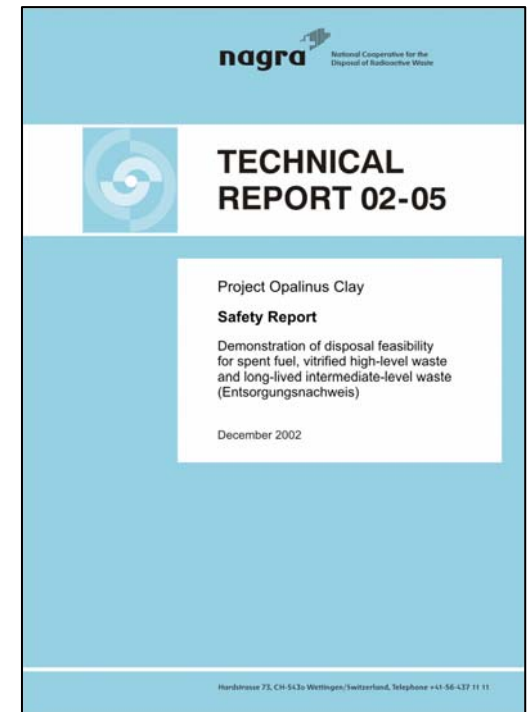 nagra
National Cooperative for the
Disposal of Radioactive Waste
TECHNICAL
REPORT 02-05
Project Opalinus Clay
Safety Report
Demonstration of disposal feasibility
for spent fuel, vitrified high-level waste
and long-lived intermediate-level waste
(Entsorgungsnachweis)
December 2002
Hardstrasse 73, CH-5430 Wettingen/Switzerland, Telephone +41-56-437 11 11